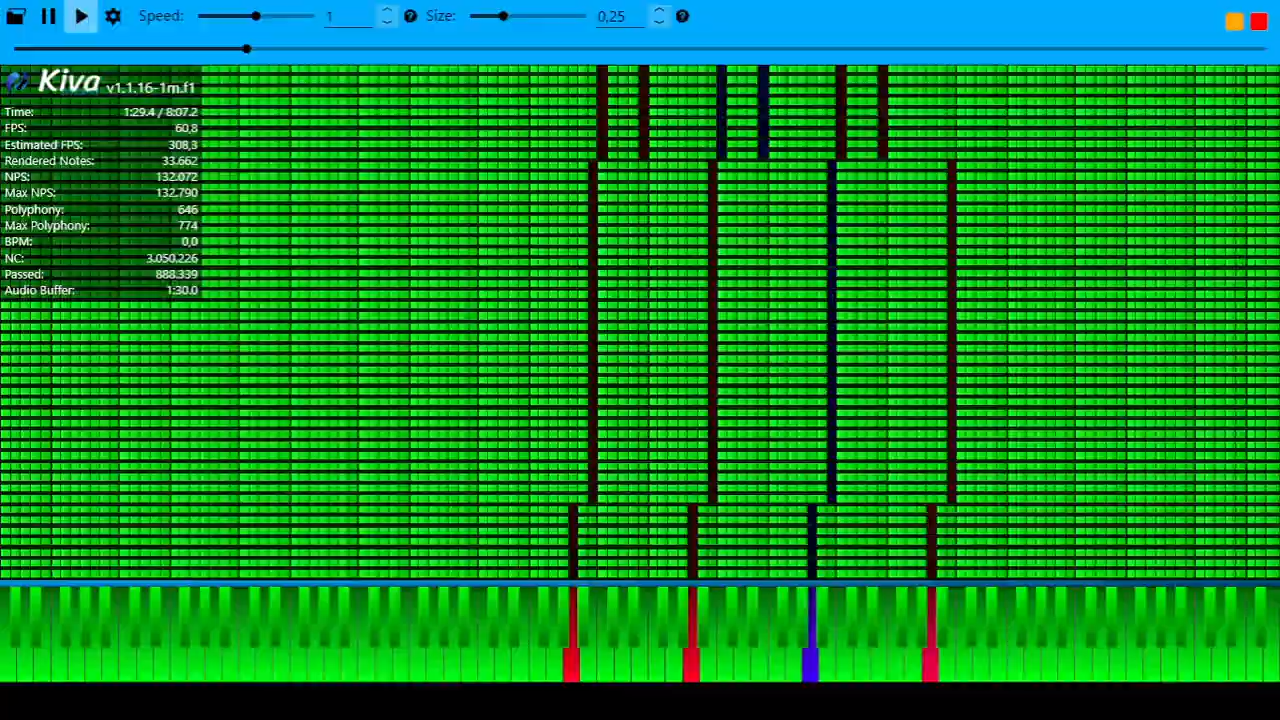 Speed: 1 Size: 0,25
Kiva v1.1.16-1m.f1
Time: 1:29.4 / 8:07.2
FPS: 60,8
Estimated FPS: 308,3
Rendered Notes: 33.662
NPS: 132.072
Max NPS: 132.790
Polyphony: 646
Max Polyphony: 774
BPM: 0,0
NC: 3.050.226
Passed: 888.339
Audio Buffer: 1:30.0